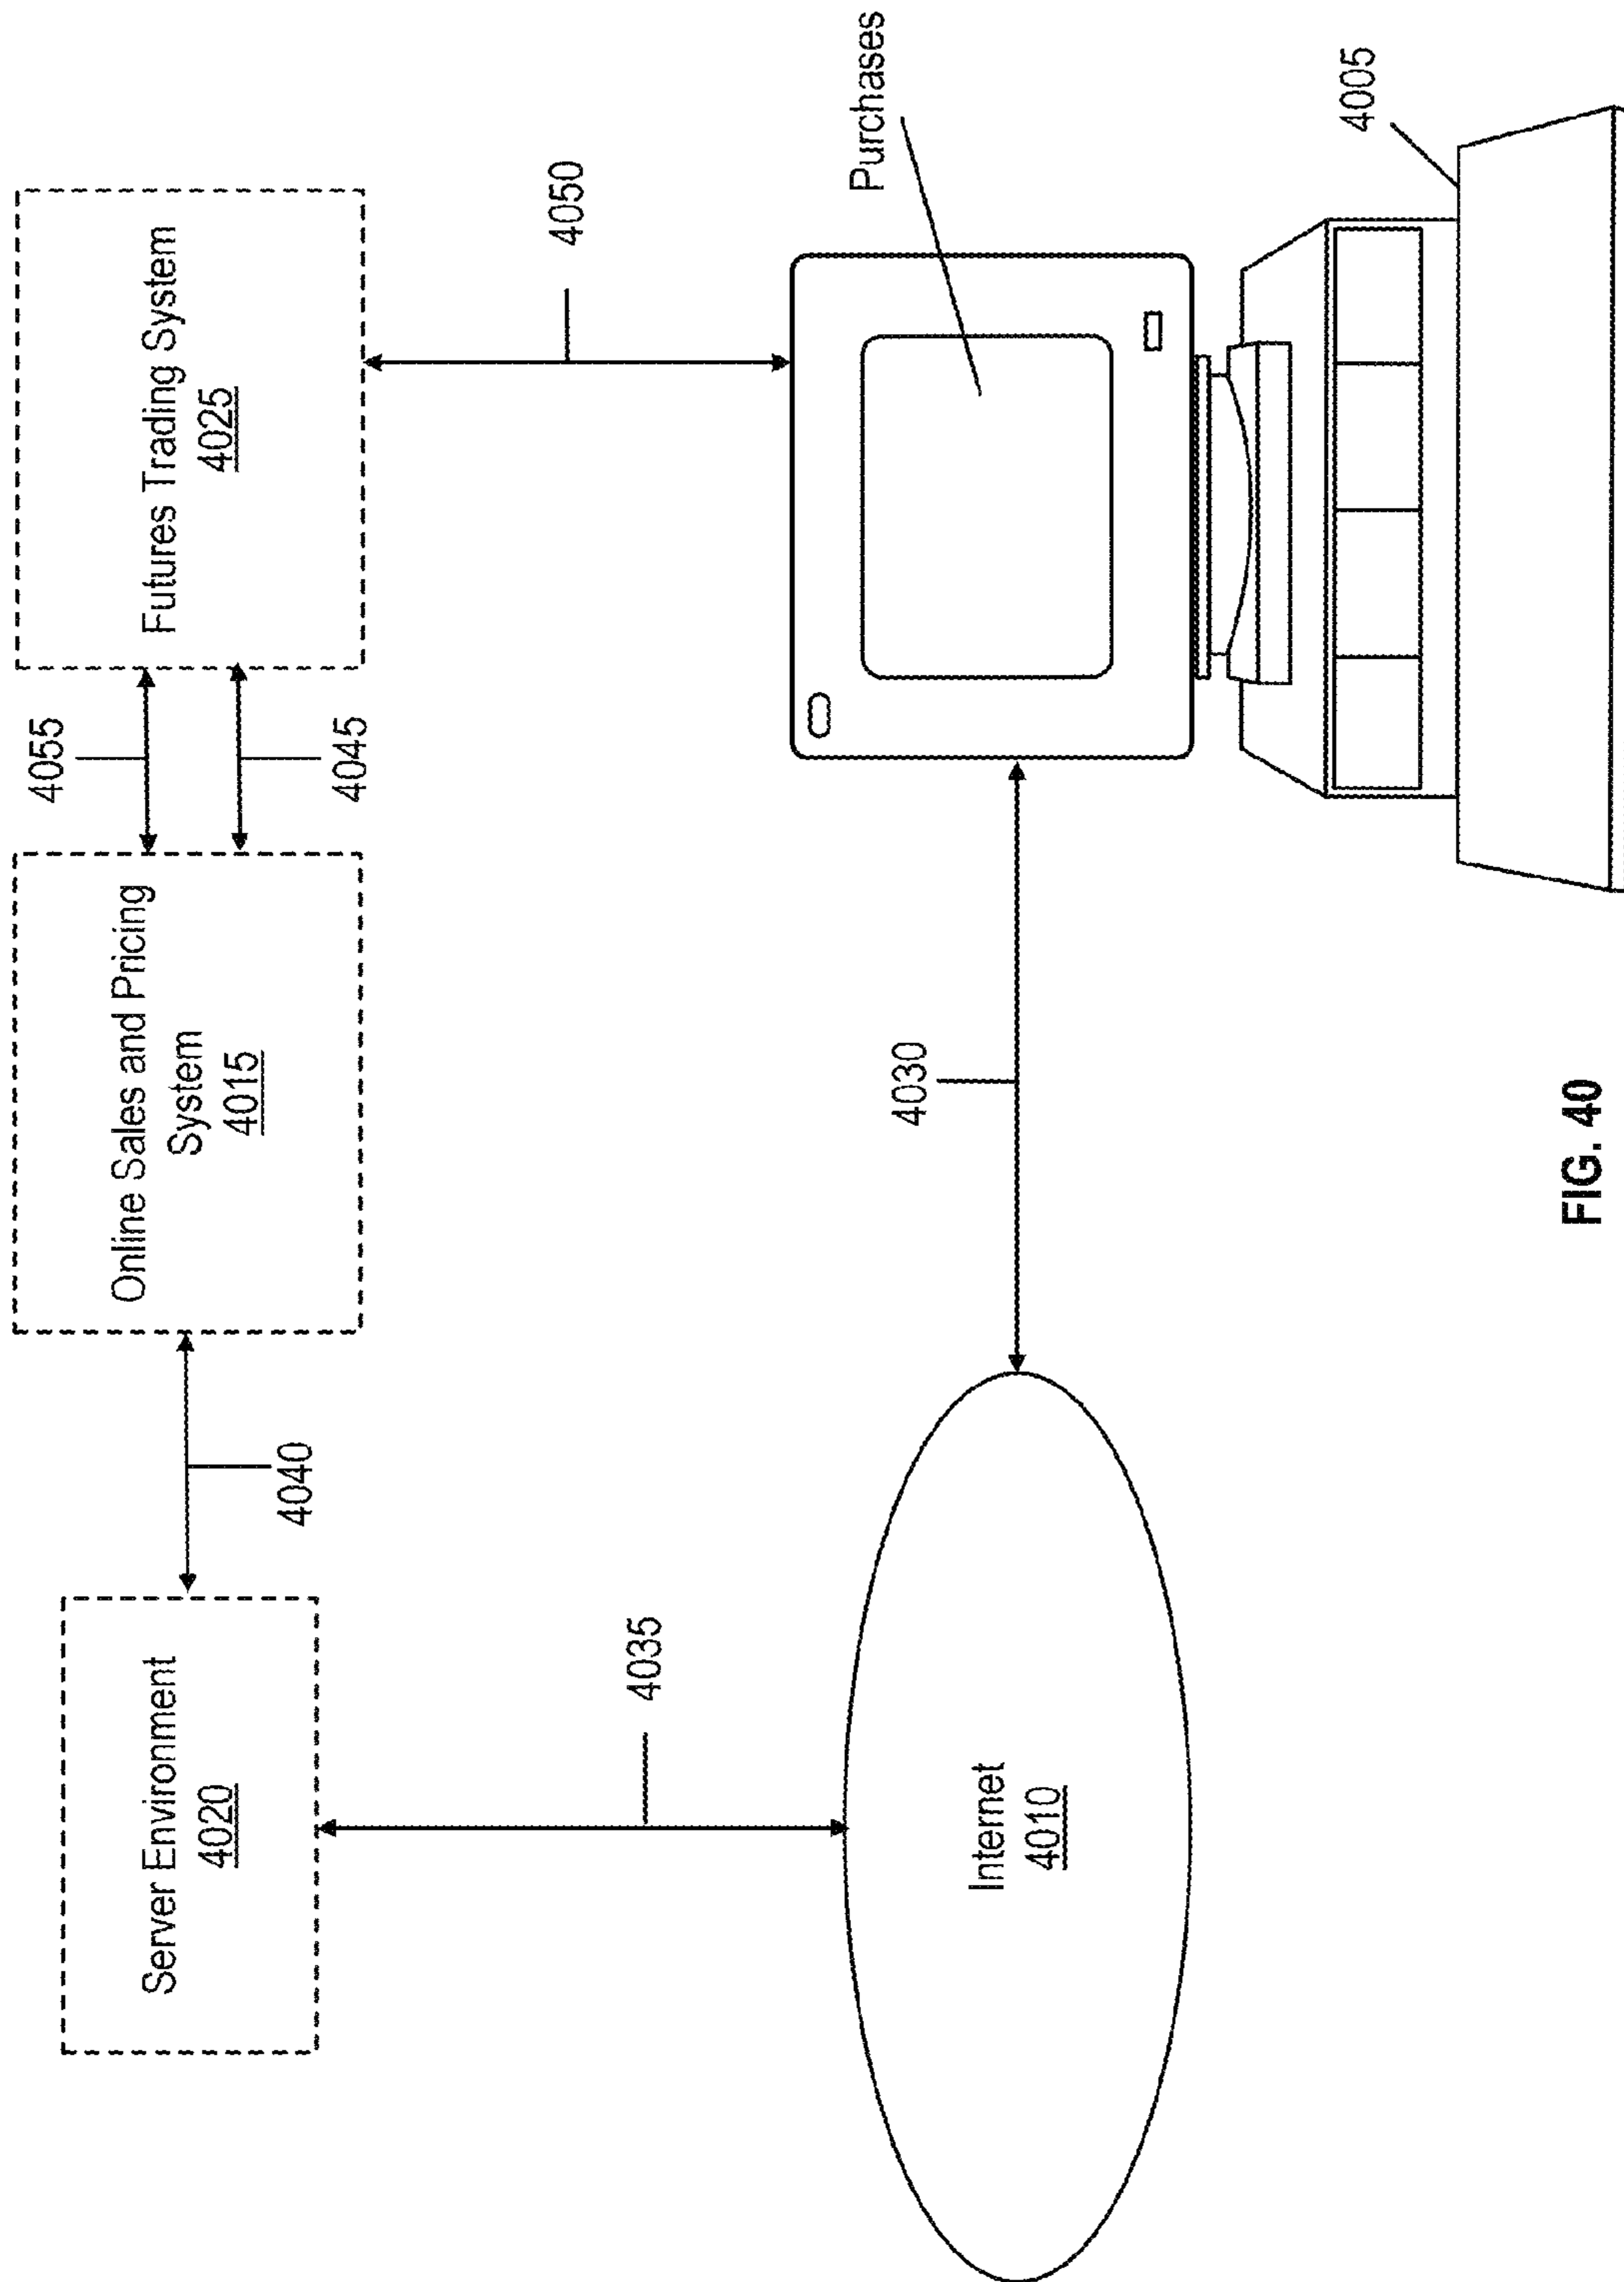 Server Environment
4020
4040
Online Sales and Pricing
System
4015
4055
4045
Futures Trading System
4025
4035
4050
Internet
4010
4030
Purchases
4005
FIG. 40